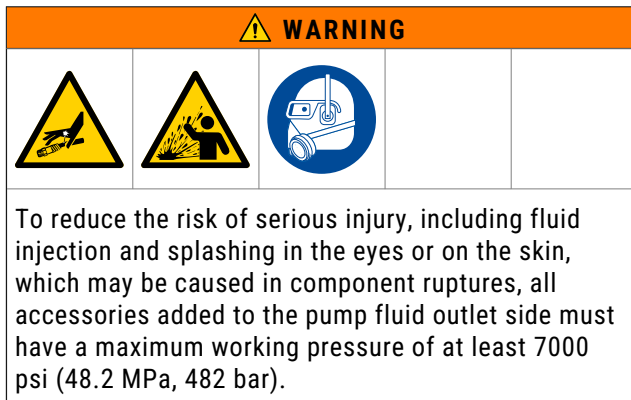 WARNING
To reduce the risk of serious injury, including fluid
injection and splashing in the eyes or on the skin,
which may be caused in component ruptures, all
accessories added to the pump fluid outlet side must
have a maximum working pressure of at least 7000
psi (48.2 MPa, 482 bar).